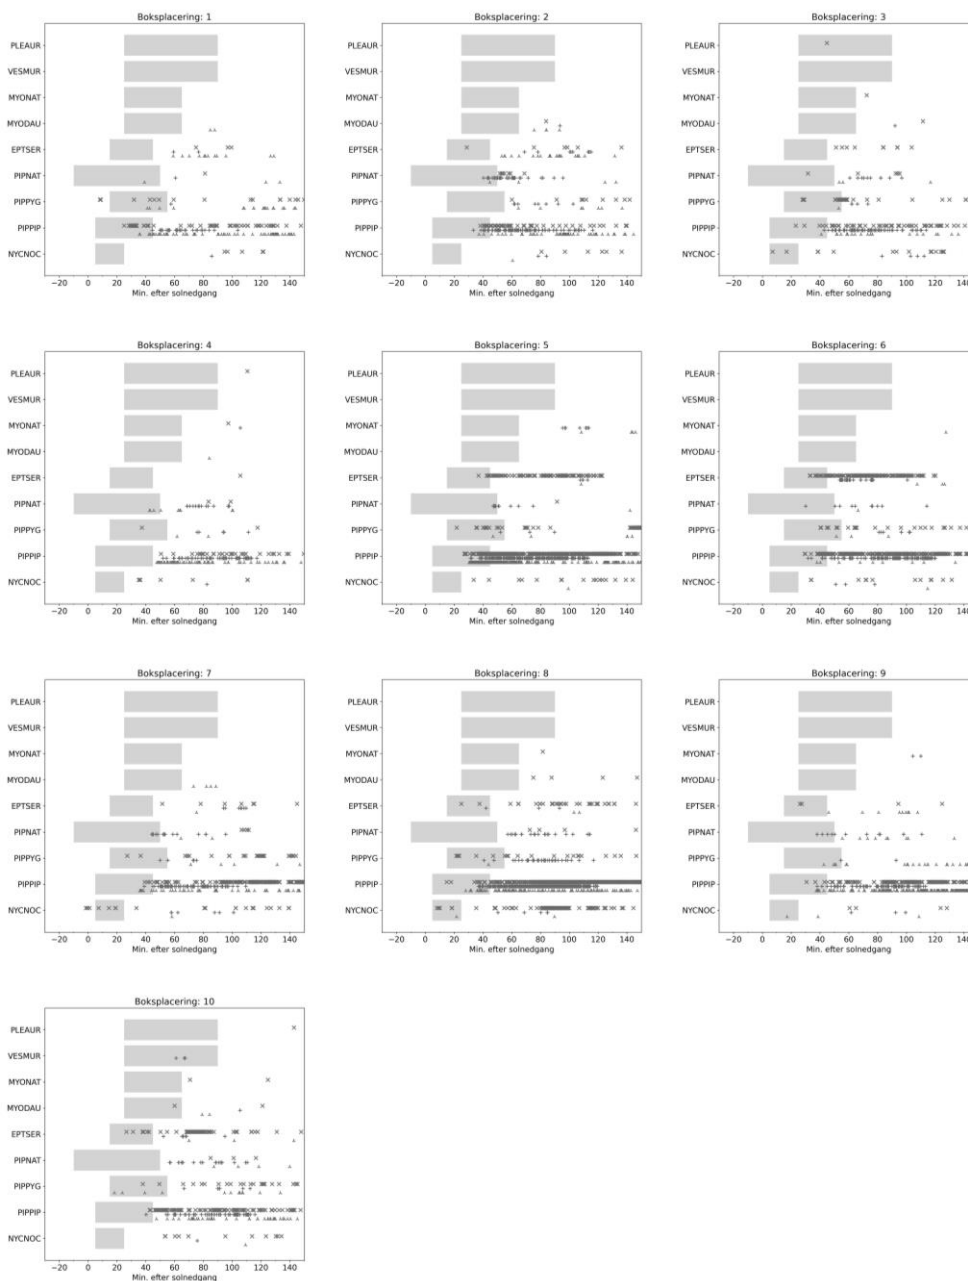 Boksplacering: 1
PLEAUR
VESMUR
MYONAT
MYODAU
EPTSER
PIPNAT
PIPPYG
PIPPIP
NYCNOC
−20 0 20 40 60 80 100 120 140
Min. efter solnedgang
Boksplacering: 2
PLEAUR
VESMUR
MYONAT
MYODAU
EPTSER
PIPNAT
PIPPYG
PIPPIP
NYCNOC
−20 0 20 40 60 80 100 120 140
Min. efter solnedgang
Boksplacering: 3
PLEAUR
VESMUR
MYONAT
MYODAU
EPTSER
PIPNAT
PIPPYG
PIPPIP
NYCNOC
−20 0 20 40 60 80 100 120 140
Min. efter solnedgang
Boksplacering: 4
PLEAUR
VESMUR
MYONAT
MYODAU
EPTSER
PIPNAT
PIPPYG
PIPPIP
NYCNOC
−20 0 20 40 60 80 100 120 140
Min. efter solnedgang
Boksplacering: 5
PLEAUR
VESMUR
MYONAT
MYODAU
EPTSER
PIPNAT
PIPPYG
PIPPIP
NYCNOC
−20 0 20 40 60 80 100 120 140
Min. efter solnedgang
Boksplacering: 6
PLEAUR
VESMUR
MYONAT
MYODAU
EPTSER
PIPNAT
PIPPYG
PIPPIP
NYCNOC
−20 0 20 40 60 80 100 120 140
Min. efter solnedgang
Boksplacering: 7
PLEAUR
VESMUR
MYONAT
MYODAU
EPTSER
PIPNAT
PIPPYG
PIPPIP
NYCNOC
−20 0 20 40 60 80 100 120 140
Min. efter solnedgang
Boksplacering: 8
PLEAUR
VESMUR
MYONAT
MYODAU
EPTSER
PIPNAT
PIPPYG
PIPPIP
NYCNOC
−20 0 20 40 60 80 100 120 140
Min. efter solnedgang
Boksplacering: 9
PLEAUR
VESMUR
MYONAT
MYODAU
EPTSER
PIPNAT
PIPPYG
PIPPIP
NYCNOC
−20 0 20 40 60 80 100 120 140
Min. efter solnedgang
Boksplacering: 10
PLEAUR
VESMUR
MYONAT
MYODAU
EPTSER
PIPNAT
PIPPYG
PIPPIP
NYCNOC
−20 0 20 40 60 80 100 120 140
Min. efter solnedgang